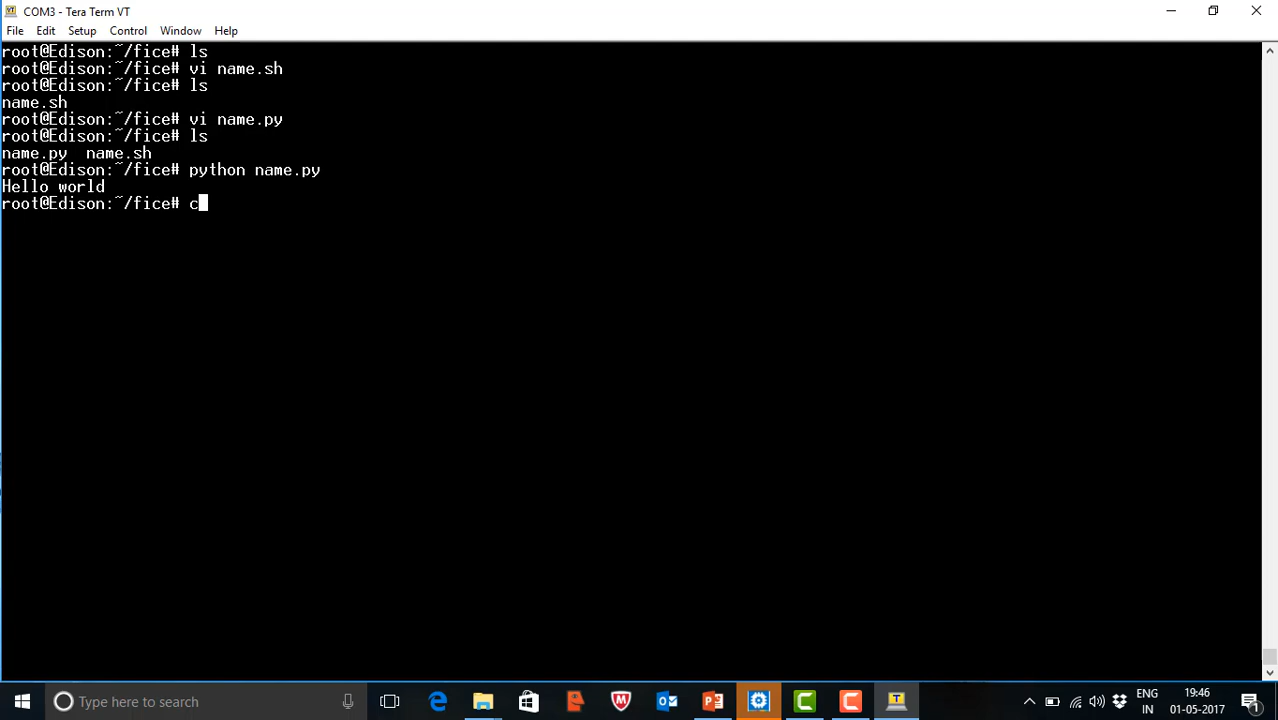 COM3 - Tera Term VT
File Edit Setup Control Window Help
root@Edison:~/fice# ls
root@Edison:~/fice# vi name.sh
root@Edison:~/fice# ls
name.sh
root@Edison:~/fice# vi name.py
root@Edison:~/fice# ls
name.py  name.sh
root@Edison:~/fice# python name.py
Hello world
root@Edison:~/fice# c
Type here to search
ENG 19:46
IN 01-05-2017